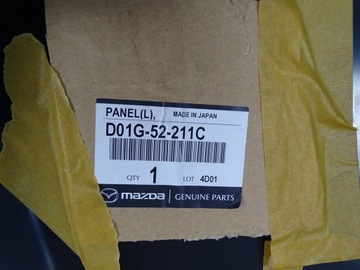 PANEL(L), MADE IN JAPAN
D01G-52-211C
QTY 1 LOT 4D01
mazda GENUINE PARTS